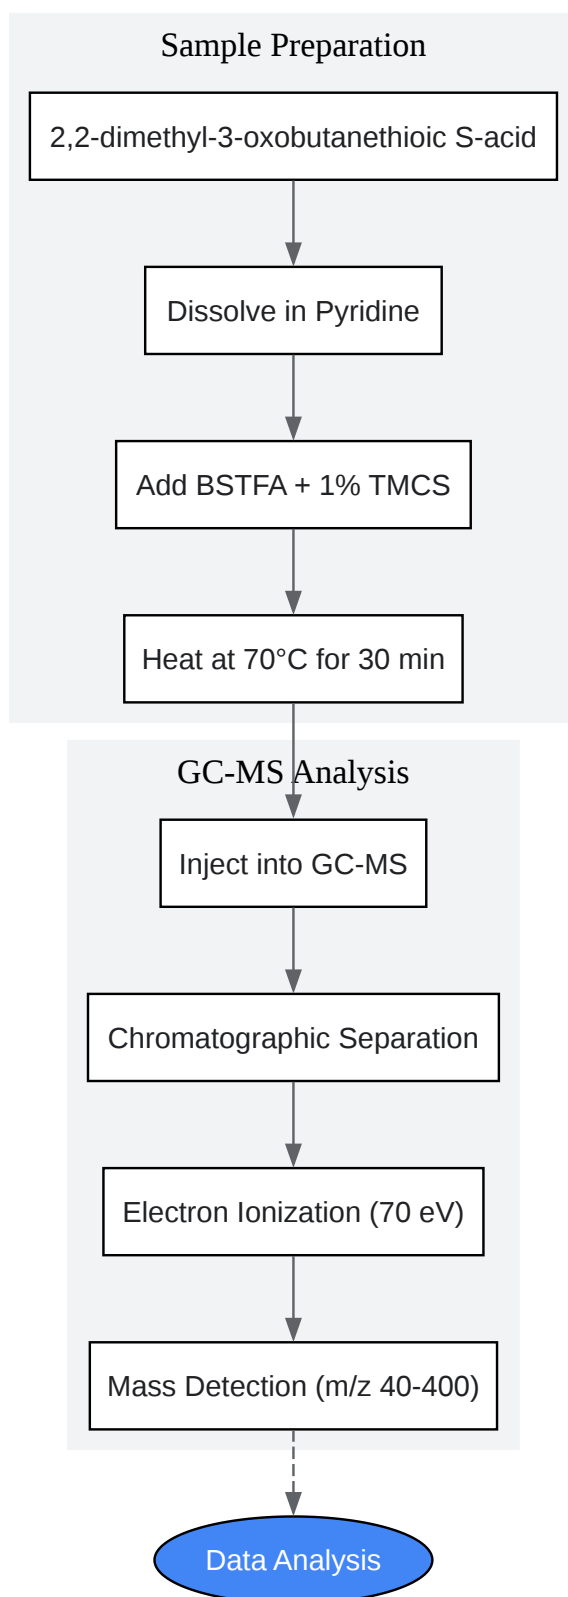 Sample Preparation
2,2-dimethyl-3-oxobutanethioic S-acid
Dissolve in Pyridine
Add BSTFA + 1% TMCS
Heat at 70°C for 30 min
GC-MS Analysis
Inject into GC-MS
Chromatographic Separation
Electron Ionization (70 eV)
Mass Detection (m/z 40-400)
Data Analysis